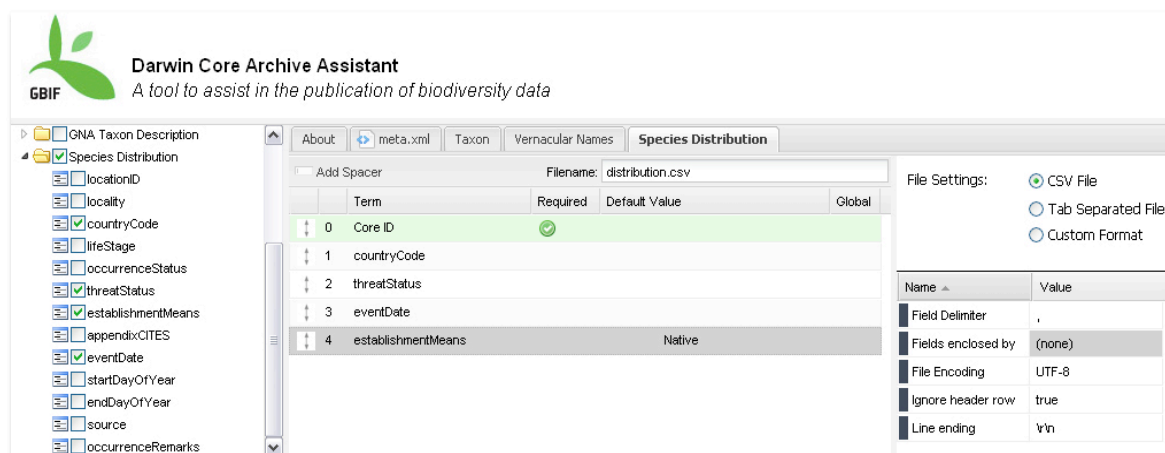 GBIF
Darwin Core Archive Assistant
A tool to assist in the publication of biodiversity data
GNA Taxon Description
Species Distribution
locationID
locality
countryCode
lifeStage
occurrenceStatus
threatStatus
establishmentMeans
appendixCITES
eventDate
startDayOfYear
endDayOfYear
source
occurrenceRemarks
About meta.xml Taxon Vernacular Names Species Distribution
Add Spacer Filename: distribution.csv
Term Required Default Value Global
0 Core ID
1 countryCode
2 threatStatus
3 eventDate
4 establishmentMeans Native
File Settings: CSV File
Tab Separated File
Custom Format
Name Value
Field Delimiter ,
Fields enclosed by (none)
File Encoding UTF-8
Ignore header row true
Line ending \r\n